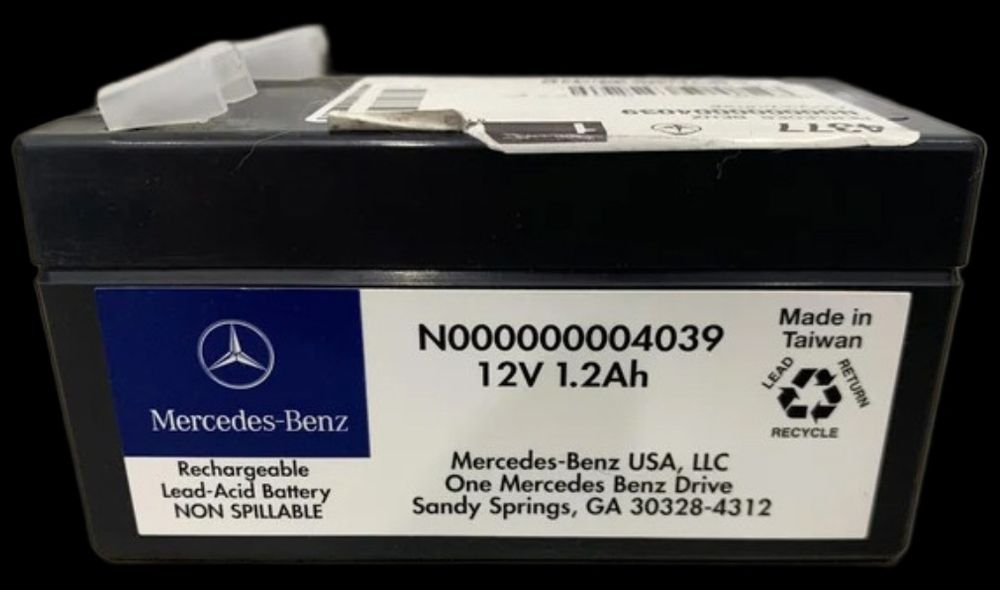 1
Mercedes-Benz
Rechargeable
Lead-Acid Battery
NON SPILLABLE
N000000004039
12V 1.2Ah
Mercedes-Benz USA, LLC
One Mercedes Benz Drive
Sandy Springs, GA 30328-4312
Made in
Taiwan
LEAD
RETURN
RECYCLE